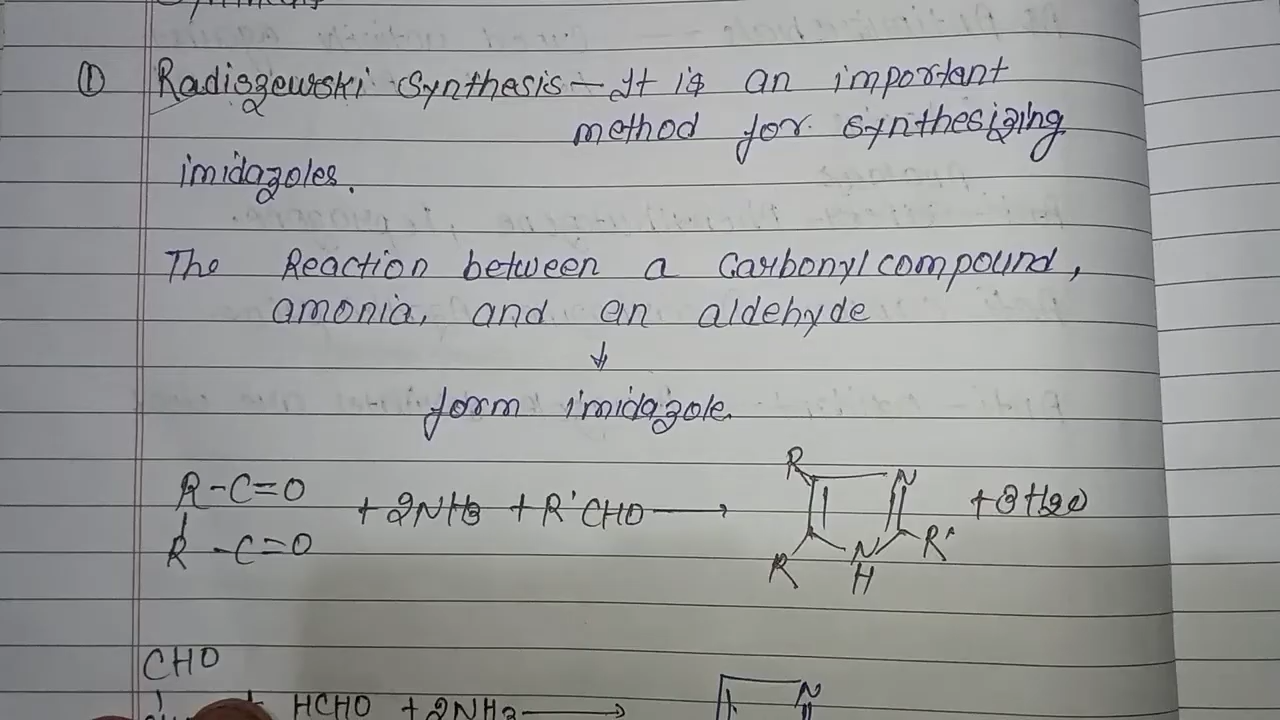 ① Radiszewski Synthesis – It is an important
method for synthesizing
imidazoles.
The Reaction between a Carbonyl compound,
amonia, and an aldehyde
↓
form imidazole.
R-C=O
R-C=O
+ 2NH3 + R'CHO ⟶
R N
R N R'
H
+ 3H2O
CHO
+ HCHO + 2NH3 ⟶
N